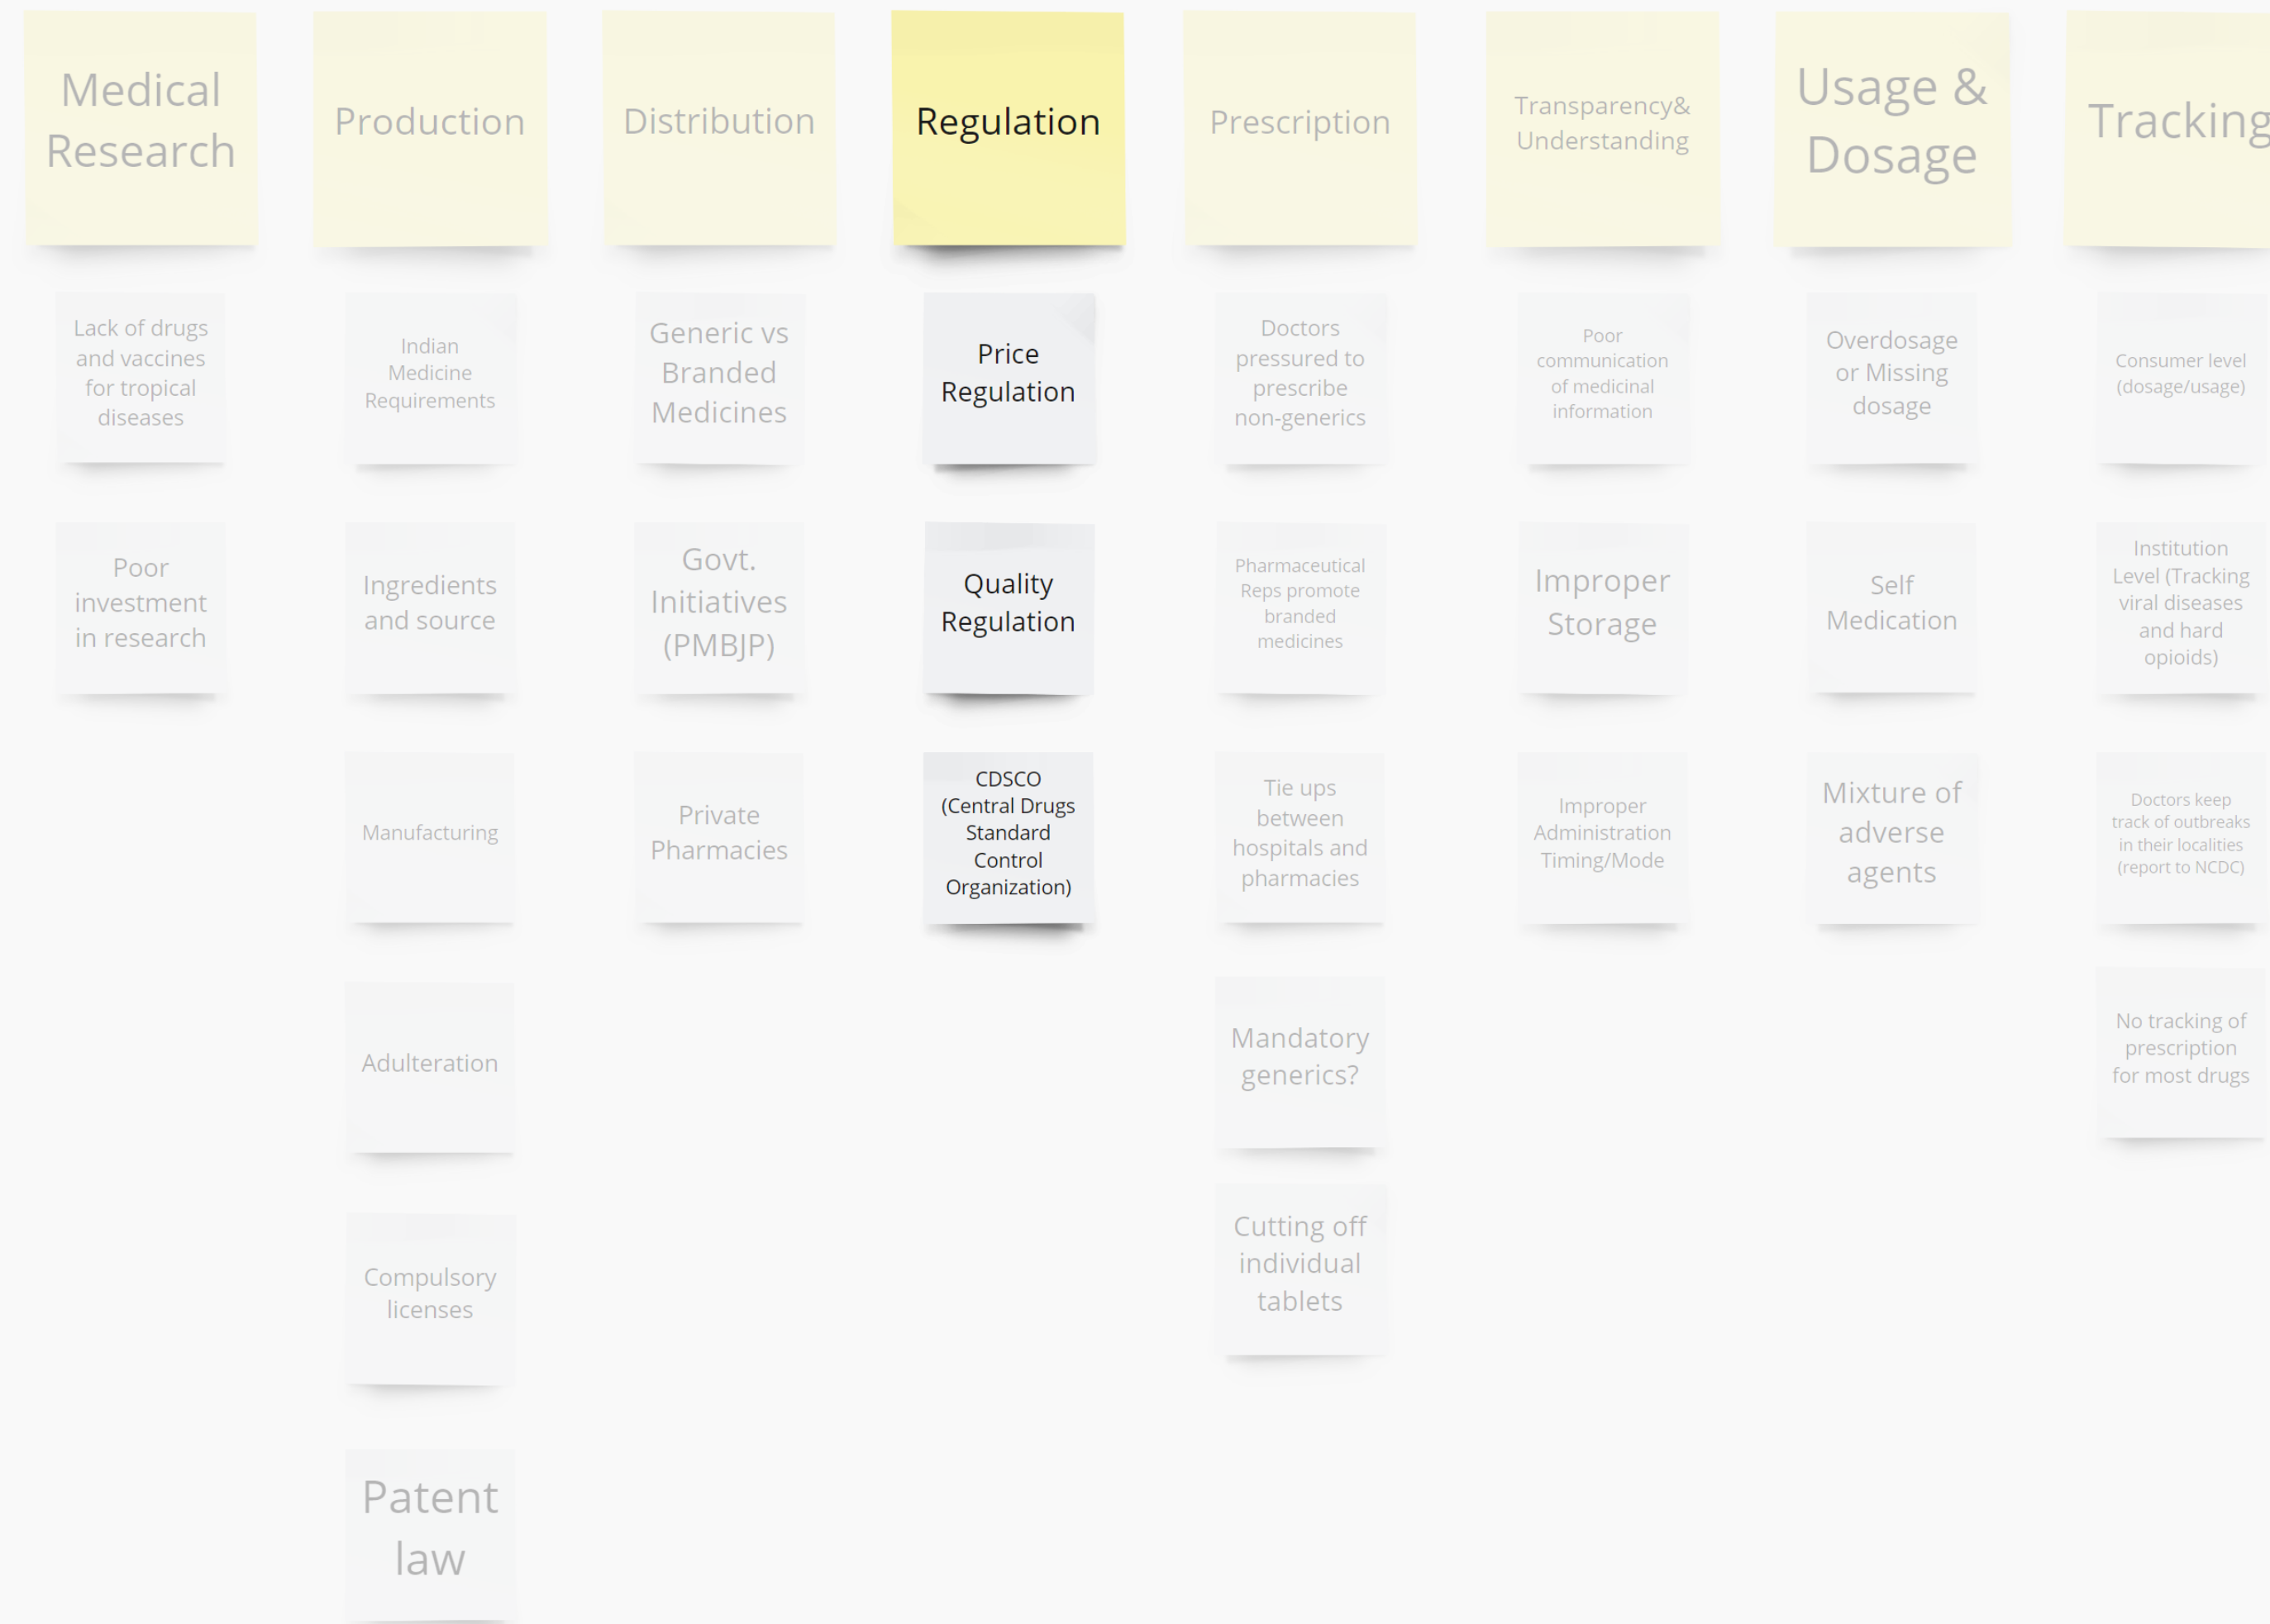 Medical
Research
Production
Distribution
Regulation
Prescription
Transparency&
Understanding
Usage &
Dosage
Tracking
Lack of drugs
and vaccines
for tropical
diseases
Indian
Medicine
Requirements
Generic vs
Branded
Medicines
Price
Regulation
Doctors
pressured to
prescribe
non-generics
Poor
communication
of medicinal
information
Overdosage
or Missing
dosage
Consumer level
(dosage/usage)
Poor
investment
in research
Ingredients
and source
Govt.
Initiatives
(PMBJP)
Quality
Regulation
Pharmaceutical
Reps promote
branded
medicines
Improper
Storage
Self
Medication
Institution
Level (Tracking
viral diseases
and hard
opioids)
Manufacturing
Private
Pharmacies
CDSCO
(Central Drugs
Standard
Control
Organization)
Tie ups
between
hospitals and
pharmacies
Improper
Administration
Timing/Mode
Mixture of
adverse
agents
Doctors keep
track of outbreaks
in their localities
(report to NCDC)
Adulteration
Mandatory
generics?
No tracking of
prescription
for most drugs
Compulsory
licenses
Cutting off
individual
tablets
Patent
law